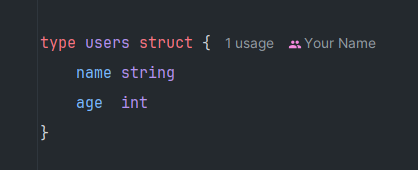 type users struct { 1 usage Your Name
name string
age int
}